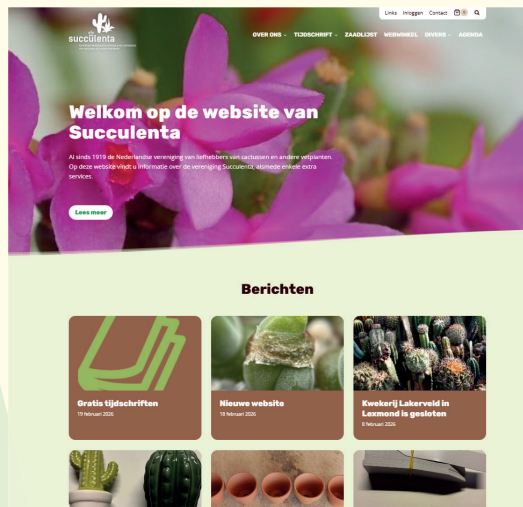 Links Inloggen Contact 0
succulenta
OVER ONS TIJDSCHRIFT ZAADLIJST WEBWINKEL DIVERS AGENDA
Welkom op de website van
Succulenta
Al sinds 1919 de Nederlandse vereniging van liefhebbers van cactussen en andere vetplanten.
Op deze website vindt u informatie over de vereniging Succulenta, alsmede enkele extra
services.
Lees meer
Berichten
Gratis tijdschriften
19 februari 2026
Nieuwe website
18 februari 2026
Kwekerij Lakerveld in
Lexmond is gesloten
8 februari 2026